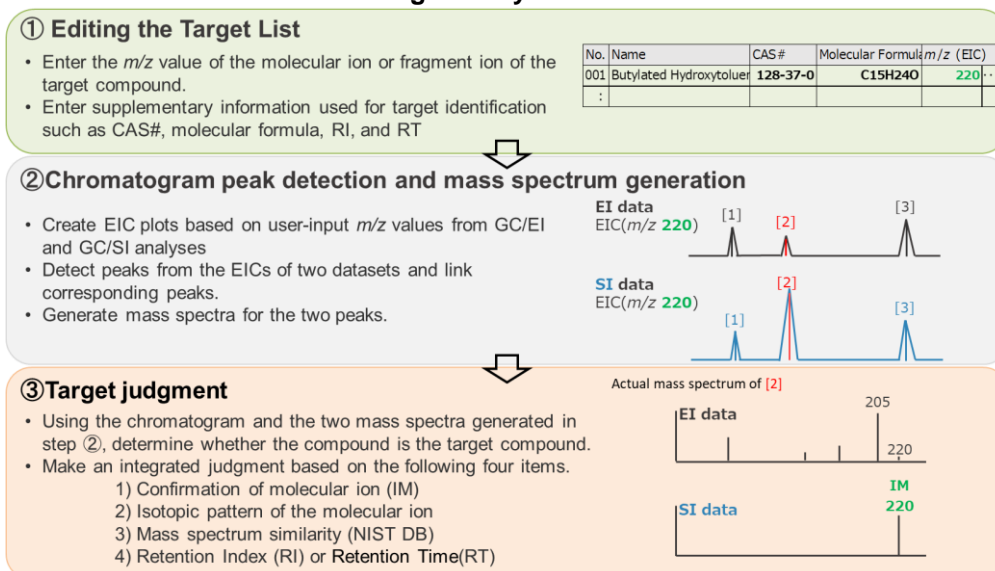 ① Editing the Target List
• Enter the m/z value of the molecular ion or fragment ion of the
target compound.
• Enter supplementary information used for target identification
such as CAS#, molecular formula, RI, and RT
No. Name CAS# Molecular Formula m/z (EIC)
001 Butylated Hydroxytoluer 128-37-0 C15H24O 220 ··
:
②Chromatogram peak detection and mass spectrum generation
• Create EIC plots based on user-input m/z values from GC/EI
and GC/SI analyses
• Detect peaks from the EICs of two datasets and link
corresponding peaks.
• Generate mass spectra for the two peaks.
EI data
EIC(m/z 220)
[1] [2] [3]
SI data
EIC(m/z 220)
[1] [2] [3]
③Target judgment
• Using the chromatogram and the two mass spectra generated in
step ②, determine whether the compound is the target compound.
• Make an integrated judgment based on the following four items.
1) Confirmation of molecular ion (IM)
2) Isotopic pattern of the molecular ion
3) Mass spectrum similarity (NIST DB)
4) Retention Index (RI) or Retention Time(RT)
Actual mass spectrum of [2]
EI data
205
220
SI data
IM
220